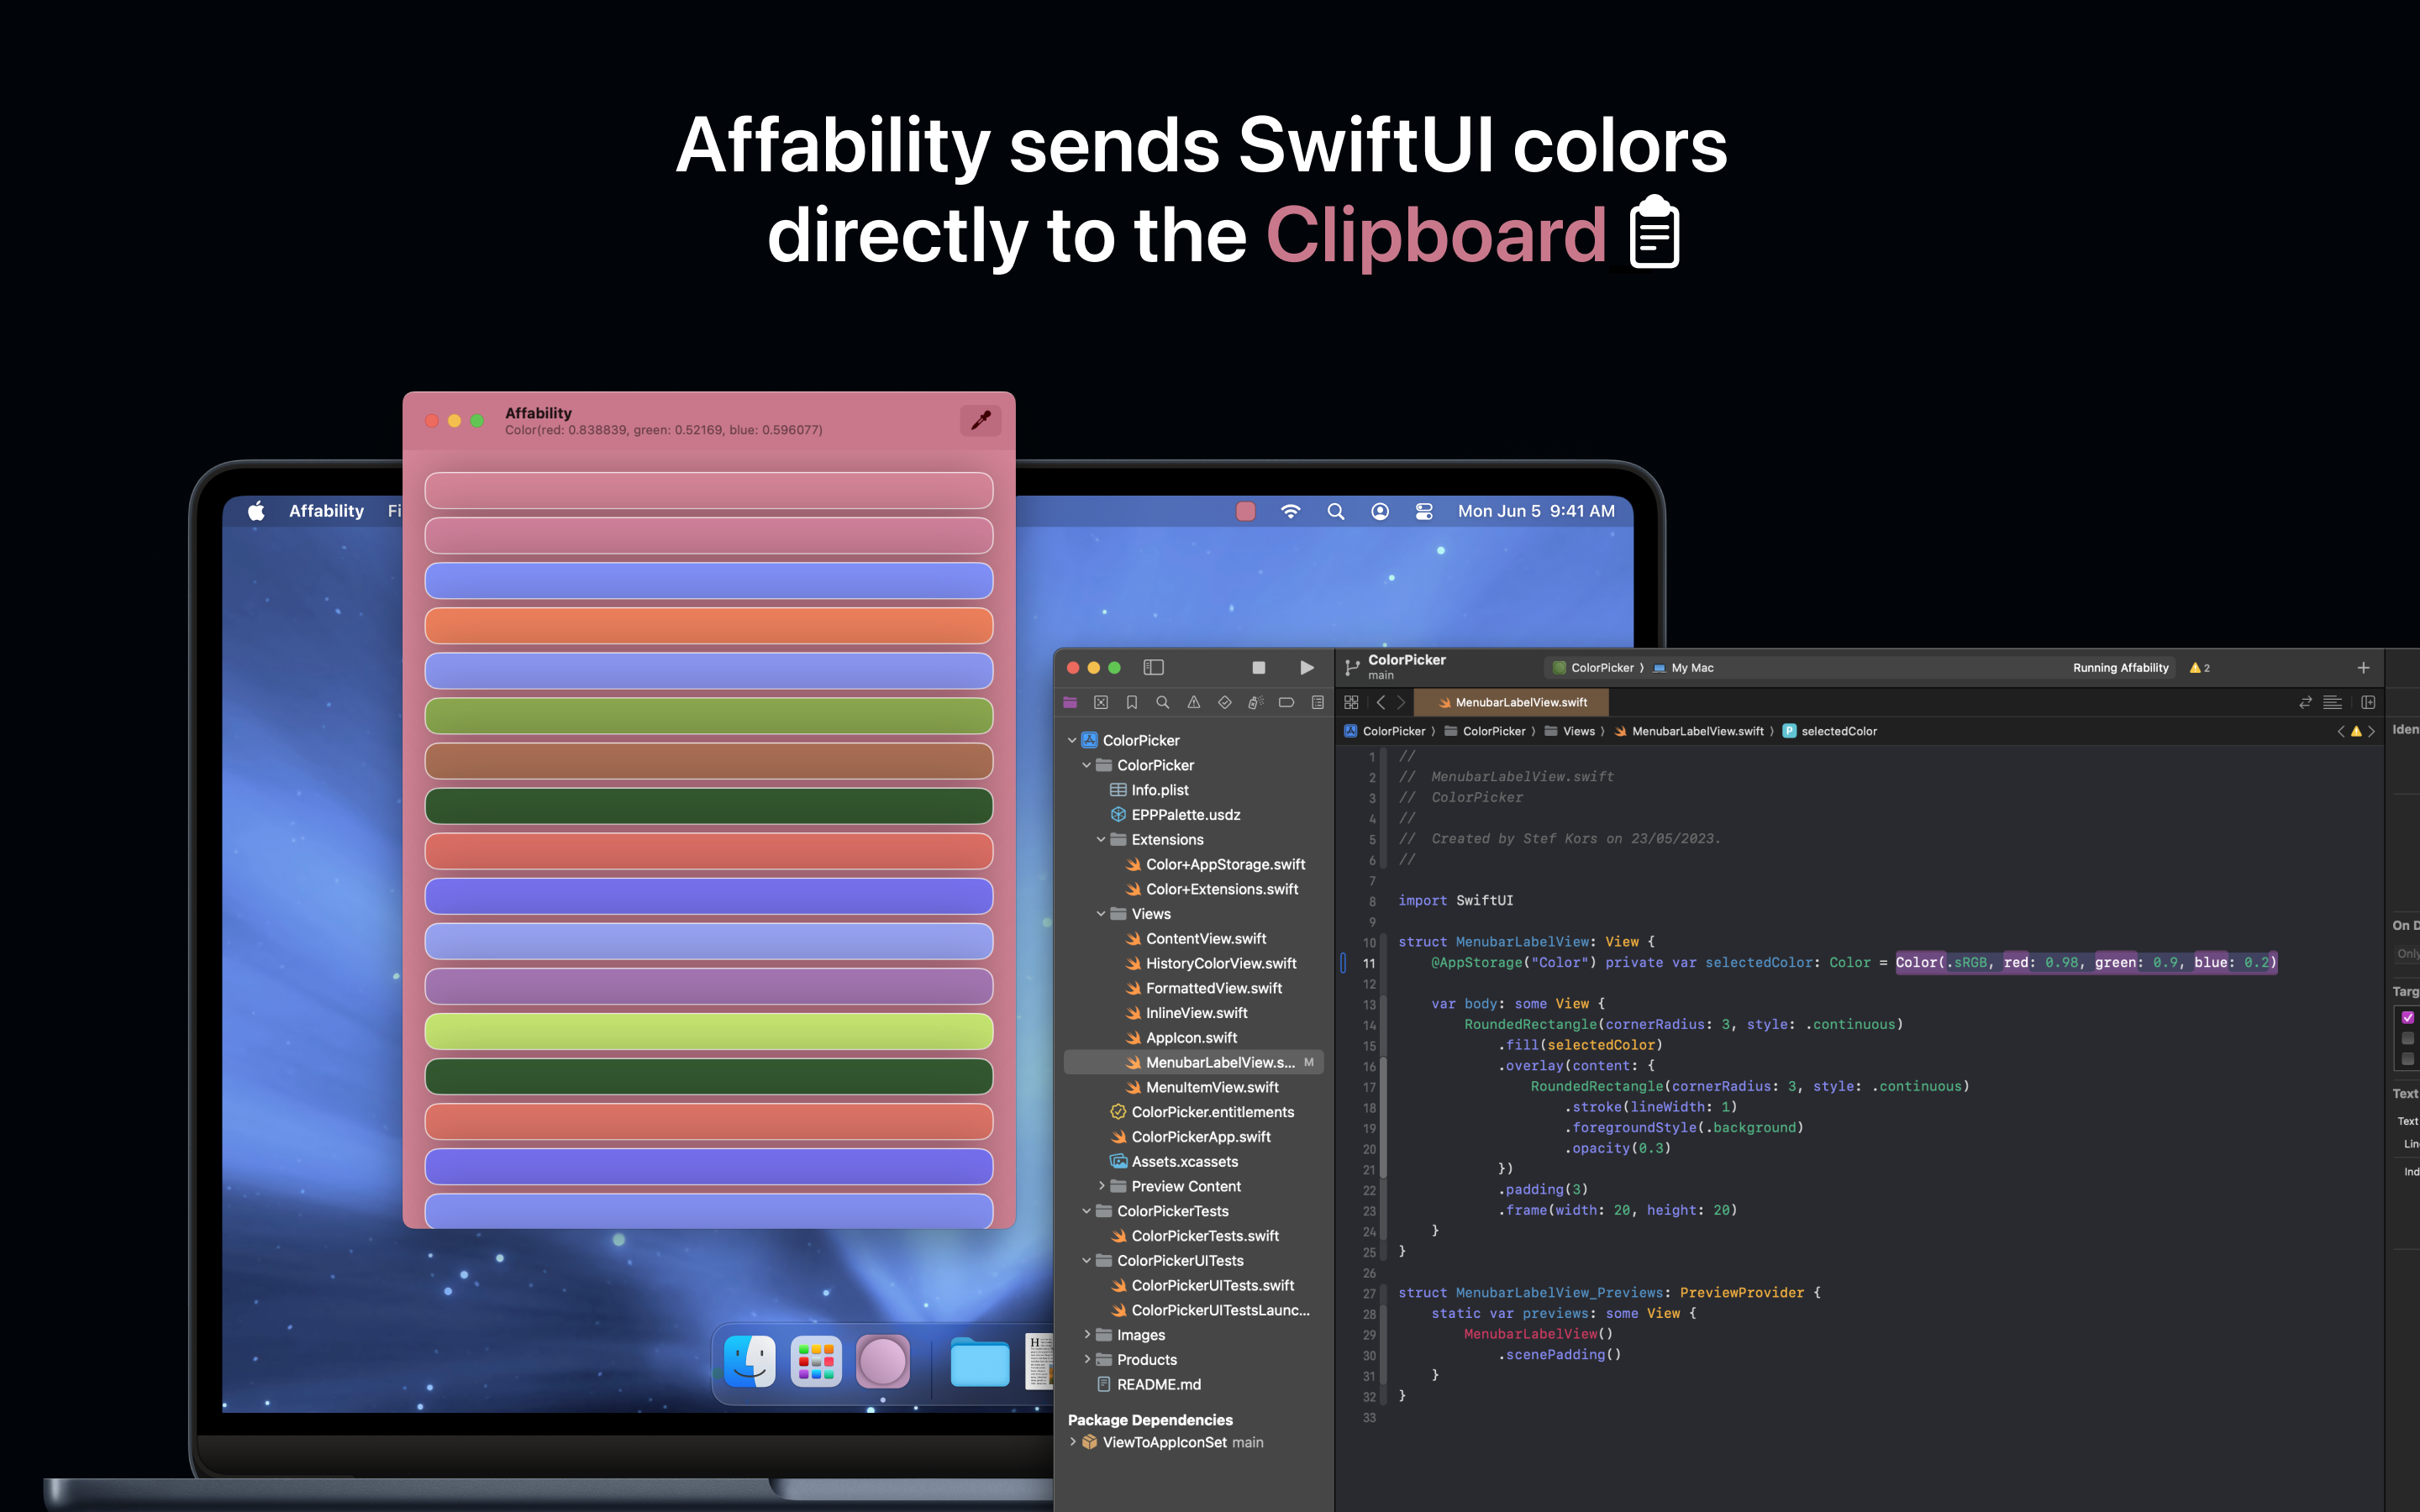 Affability sends SwiftUI colors
directly to the Clipboard
Affability
Color(red: 0.838839, green: 0.52169, blue: 0.596077)
Affability Fi
Mon Jun 5 9:41 AM
ColorPicker
main
ColorPicker 〉 My Mac
Running Affability
2
MenubarLabelView.swift
ColorPicker 〉 ColorPicker 〉 Views 〉 MenubarLabelView.swift 〉 P selectedColor
ColorPicker
ColorPicker
Info.plist
EPPPalette.usdz
Extensions
Color+AppStorage.swift
Color+Extensions.swift
Views
ContentView.swift
HistoryColorView.swift
FormattedView.swift
InlineView.swift
AppIcon.swift
MenubarLabelView.s... M
MenuItemView.swift
ColorPicker.entitlements
ColorPickerApp.swift
Assets.xcassets
Preview Content
ColorPickerTests
ColorPickerTests.swift
ColorPickerUITests
ColorPickerUITests.swift
ColorPickerUITestsLaunc...
Images
Products
README.md
Package Dependencies
ViewToAppIconSet main
1 //
2 // MenubarLabelView.swift
3 // ColorPicker
4 //
5 // Created by Stef Kors on 23/05/2023.
6 //
7
8 import SwiftUI
9
10 struct MenubarLabelView: View {
11 @AppStorage("Color") private var selectedColor: Color = Color(.sRGB, red: 0.98, green: 0.9, blue: 0.2)
12
13 var body: some View {
14 RoundedRectangle(cornerRadius: 3, style: .continuous)
15 .fill(selectedColor)
16 .overlay(content: {
17 RoundedRectangle(cornerRadius: 3, style: .continuous)
18 .stroke(lineWidth: 1)
19 .foregroundStyle(.background)
20 .opacity(0.3)
21 })
22 .padding(3)
23 .frame(width: 20, height: 20)
24 }
25 }
26
27 struct MenubarLabelView_Previews: PreviewProvider {
28 static var previews: some View {
29 MenubarLabelView()
30 .scenePadding()
31 }
32 }
33
Iden
On D
Only
Targ
Text
Text
Lin
Ind